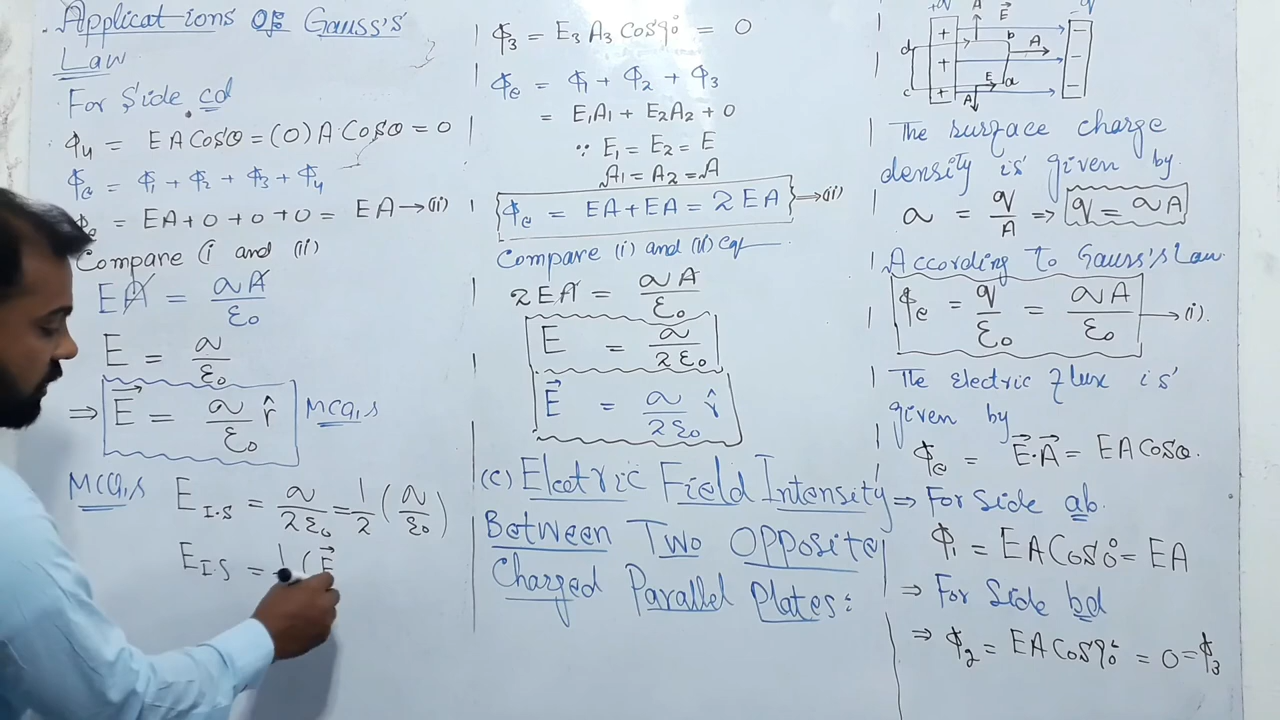 Applications Of Gauss's
Law
For Side cd
ϕ4 = EA Cosθ = (0) A Cosθ = 0
ϕe = ϕ1 + ϕ2 + ϕ3 + ϕ4
ϕe = EA + 0 + 0 + 0 = EA → (ii)
Compare (i and (ii)
EA = σA/ε0
E = σ/ε0
⇒ E⃗ = σ/ε0 r̂ MCQ,s
MCQ,s E I.S = σ/2ε0 = 1/2 (σ/ε0)
E I.S = 1/2 (E⃗
ϕ3 = E3 A3 Cos90° = 0
ϕe = ϕ1 + ϕ2 + ϕ3
= E1A1 + E2A2 + 0
∵ E1 = E2 = E
A1 = A2 = A
ϕe = EA + EA = 2EA → (ii)
Compare (i) and (ii) eq
2EA = σA/ε0
E = σ/2ε0
E⃗ = σ/2ε0 r̂
(c) Electric Field Intensity
Between Two Opposite
Charged Parallel Plates:
+q A E⃗ -q
d + b A −
+ −
c + E a −
A
The surface charge
density is given by
σ = q/A ⇒ q = σA
According to Gauss's Law
ϕe = q/ε0 = σA/ε0 → (i).
The Electric flux is
given by
ϕe = E⃗·A⃗ = EA Cosθ.
⇒ For Side ab.
ϕ1 = EA Cos0° = EA
⇒ For Side bd
⇒ ϕ2 = EA Cos90° = 0 = ϕ3